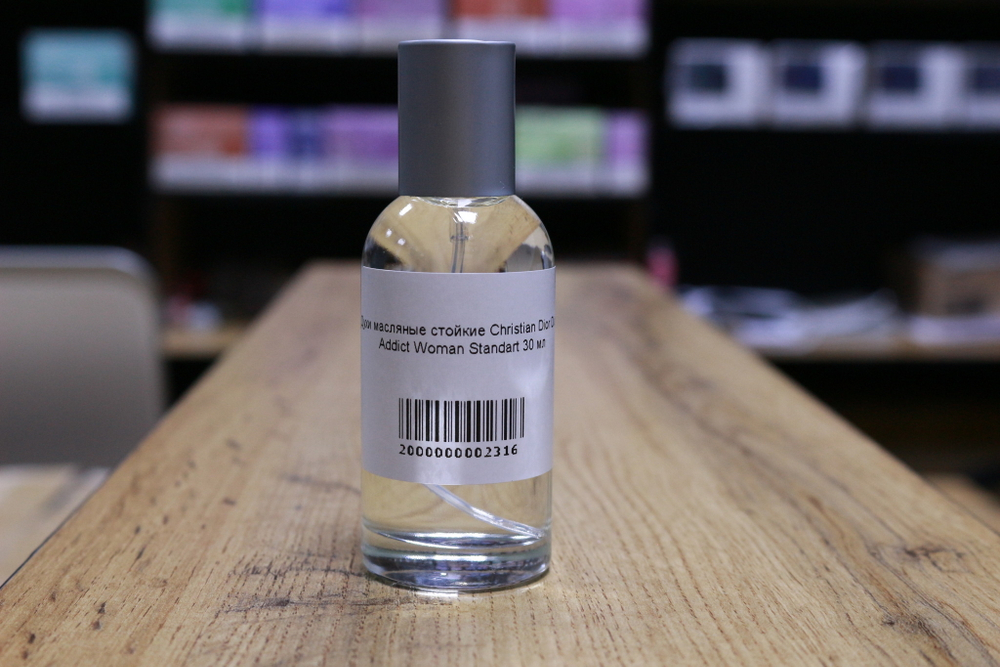 Духи масляные стойкие Christian Dior
Addict Woman Standart 30 мл
2000000002316